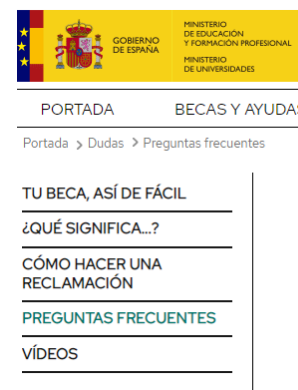 GOBIERNO
DE ESPAÑA
MINISTERIO
DE EDUCACIÓN
Y FORMACIÓN PROFESIONAL
MINISTERIO
DE UNIVERSIDADES
PORTADA BECAS Y AYUDAS
Portada > Dudas > Preguntas frecuentes
TU BECA, ASÍ DE FÁCIL
¿QUÉ SIGNIFICA...?
CÓMO HACER UNA
RECLAMACIÓN
PREGUNTAS FRECUENTES
VÍDEOS